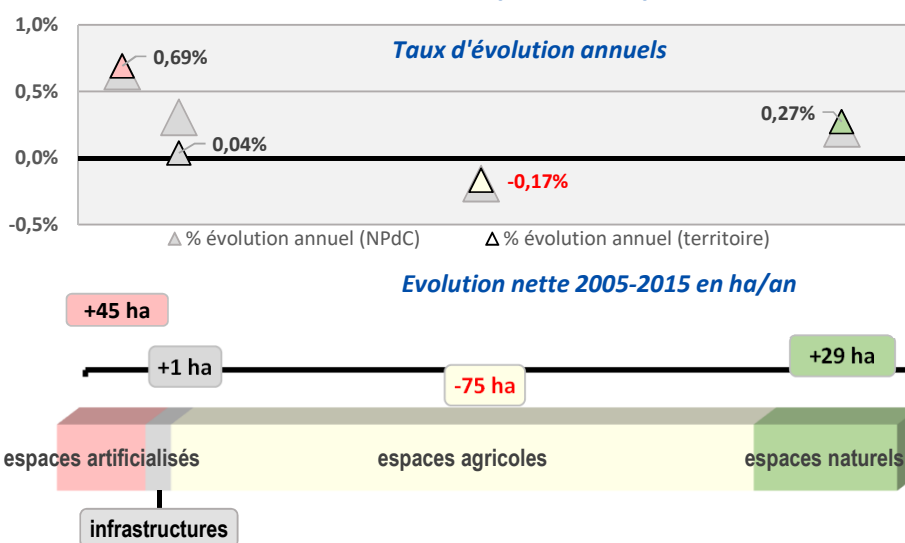 1,0%
Taux d'évolution annuels
0,69%
0,5%
0,27%
0,04%
0,0%
-0,17%
-0,5%
% évolution annuel (NPdC) % évolution annuel (territoire)
Evolution nette 2005-2015 en ha/an
+45 ha
+1 ha
-75 ha
+29 ha
espaces artificialisés espaces agricoles espaces naturels
infrastructures